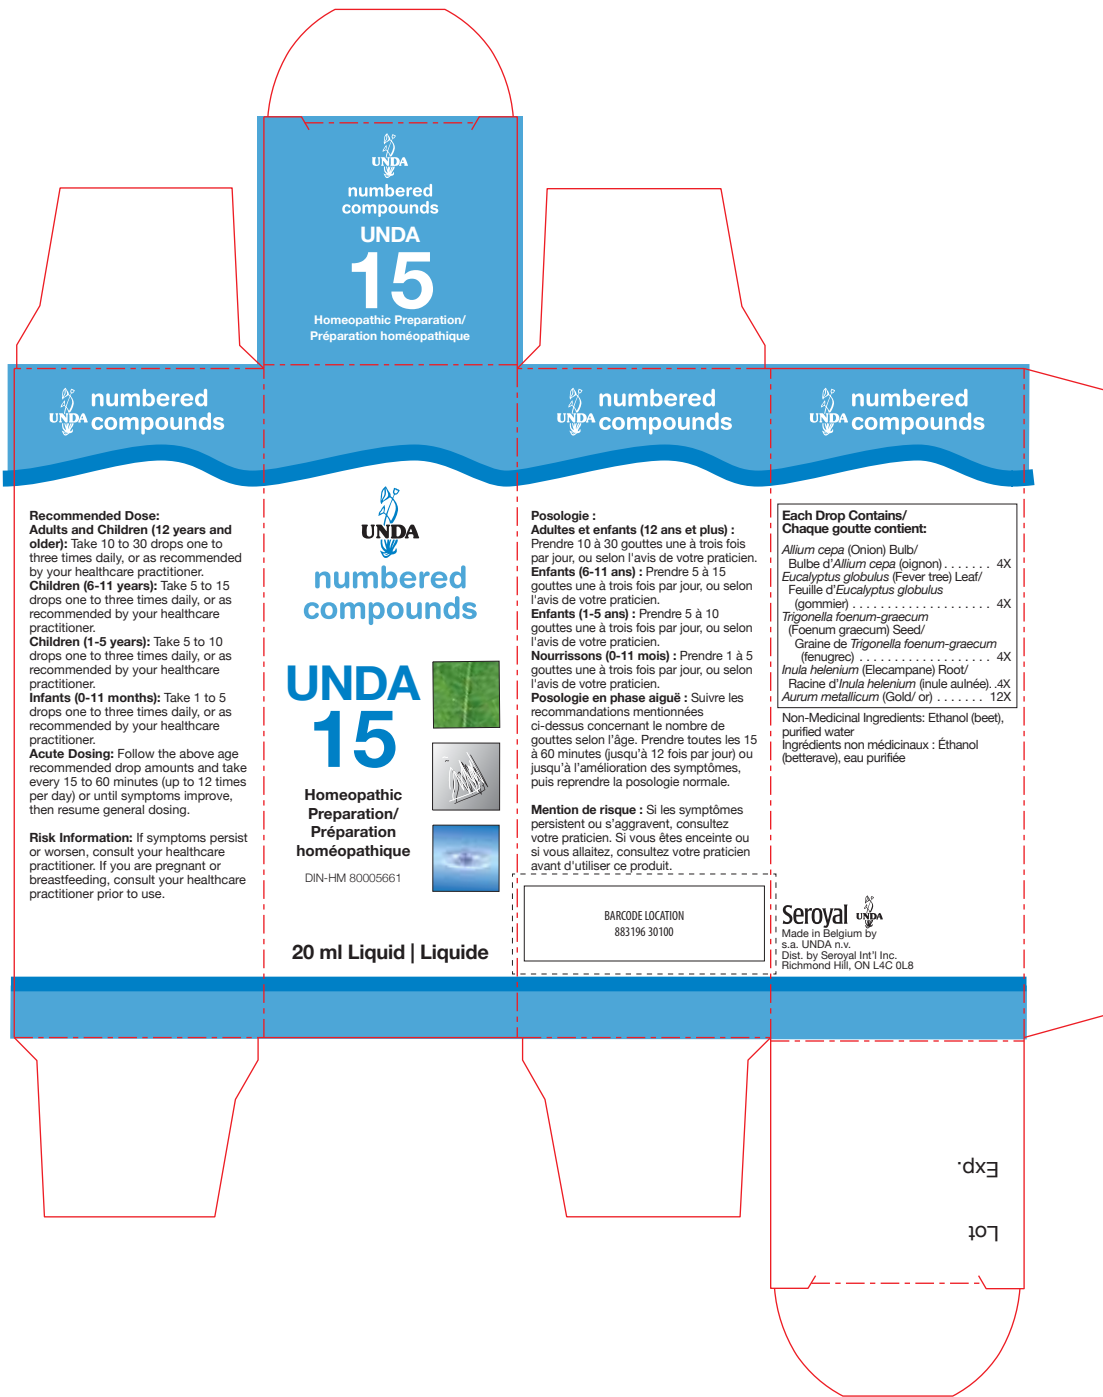 UNDA
numbered
compounds
UNDA
15
Homeopathic Preparation/
Préparation homéopathique
UNDA numbered
compounds
Recommended Dose:
Adults and Children (12 years and
older): Take 10 to 30 drops one to
three times daily, or as recommended
by your healthcare practitioner.
Children (6-11 years): Take 5 to 15
drops one to three times daily, or as
recommended by your healthcare
practitioner.
Children (1-5 years): Take 5 to 10
drops one to three times daily, or as
recommended by your healthcare
practitioner.
Infants (0-11 months): Take 1 to 5
drops one to three times daily, or as
recommended by your healthcare
practitioner.
Acute Dosing: Follow the above age
recommended drop amounts and take
every 15 to 60 minutes (up to 12 times
per day) or until symptoms improve,
then resume general dosing.
Risk Information: If symptoms persist
or worsen, consult your healthcare
practitioner. If you are pregnant or
breastfeeding, consult your healthcare
practitioner prior to use.
UNDA
numbered
compounds
UNDA
15
Homeopathic
Preparation/
Préparation
homéopathique
DIN-HM 80005661
20 ml Liquid | Liquide
UNDA numbered
compounds
Posologie :
Adultes et enfants (12 ans et plus) :
Prendre 10 à 30 gouttes une à trois fois
par jour, ou selon l'avis de votre praticien.
Enfants (6-11 ans) : Prendre 5 à 15
gouttes une à trois fois par jour, ou selon
l'avis de votre praticien.
Enfants (1-5 ans) : Prendre 5 à 10
gouttes une à trois fois par jour, ou selon
l'avis de votre praticien.
Nourrissons (0-11 mois) : Prendre 1 à 5
gouttes une à trois fois par jour, ou selon
l'avis de votre praticien.
Posologie en phase aiguë : Suivre les
recommandations mentionnées
ci-dessus concernant le nombre de
gouttes selon l'âge. Prendre toutes les 15
à 60 minutes (jusqu'à 12 fois par jour) ou
jusqu'à l'amélioration des symptômes,
puis reprendre la posologie normale.
Mention de risque : Si les symptômes
persistent ou s'aggravent, consultez
votre praticien. Si vous êtes enceinte ou
si vous allaitez, consultez votre praticien
avant d'utiliser ce produit.
BARCODE LOCATION
883196 30100
UNDA numbered
compounds
Each Drop Contains/
Chaque goutte contient:
Allium cepa (Onion) Bulb/
Bulbe d'Allium cepa (oignon) . . . . . . . 4X
Eucalyptus globulus (Fever tree) Leaf/
Feuille d'Eucalyptus globulus
(gommier) . . . . . . . . . . . . . . . . . . . . 4X
Trigonella foenum-graecum
(Foenum graecum) Seed/
Graine de Trigonella foenum-graecum
(fenugrec) . . . . . . . . . . . . . . . . . . . 4X
Inula helenium (Elecampane) Root/
Racine d'Inula helenium (inule aulnée). .4X
Aurum metallicum (Gold/ or) . . . . . . . 12X
Non-Medicinal Ingredients: Ethanol (beet),
purified water
Ingrédients non médicinaux : Éthanol
(betterave), eau purifiée
Seroyal UNDA
Made in Belgium by
s.a. UNDA n.v.
Dist. by Seroyal Int'l Inc.
Richmond Hill, ON L4C 0L8
Lot
Exp.